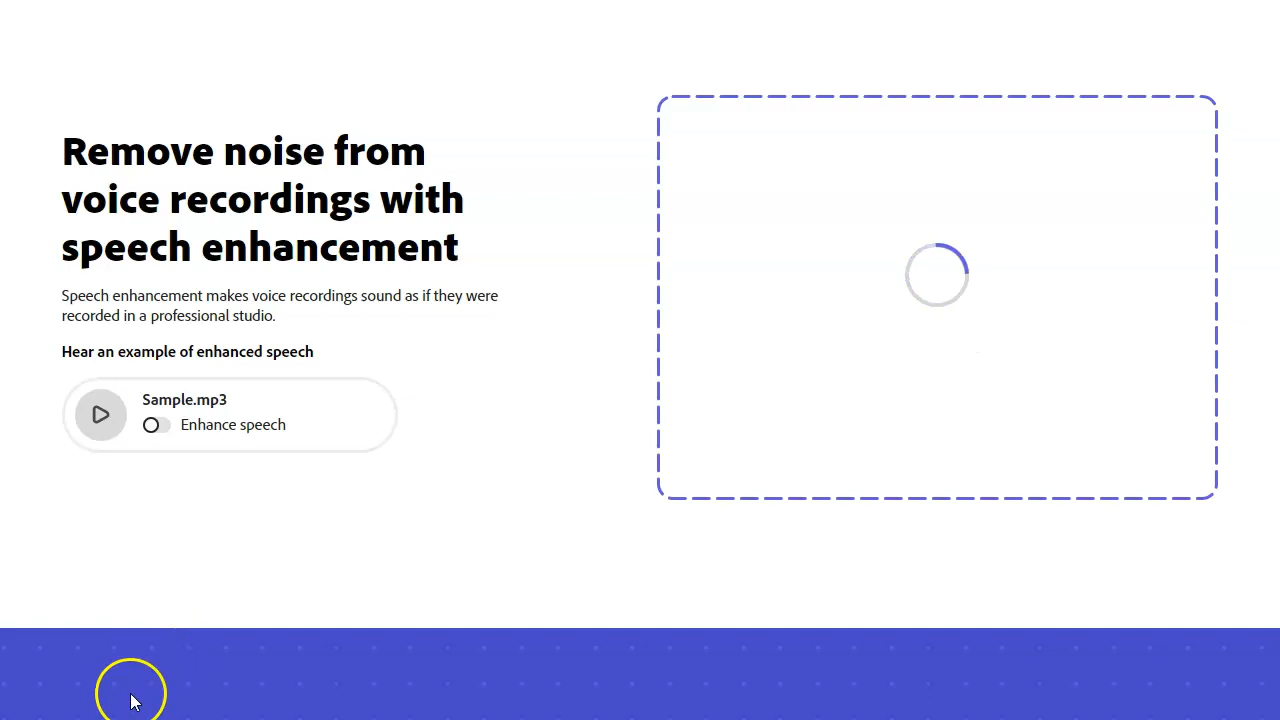 Remove noise from
voice recordings with
speech enhancement
Speech enhancement makes voice recordings sound as if they were
recorded in a professional studio.
Hear an example of enhanced speech
Sample.mp3
Enhance speech